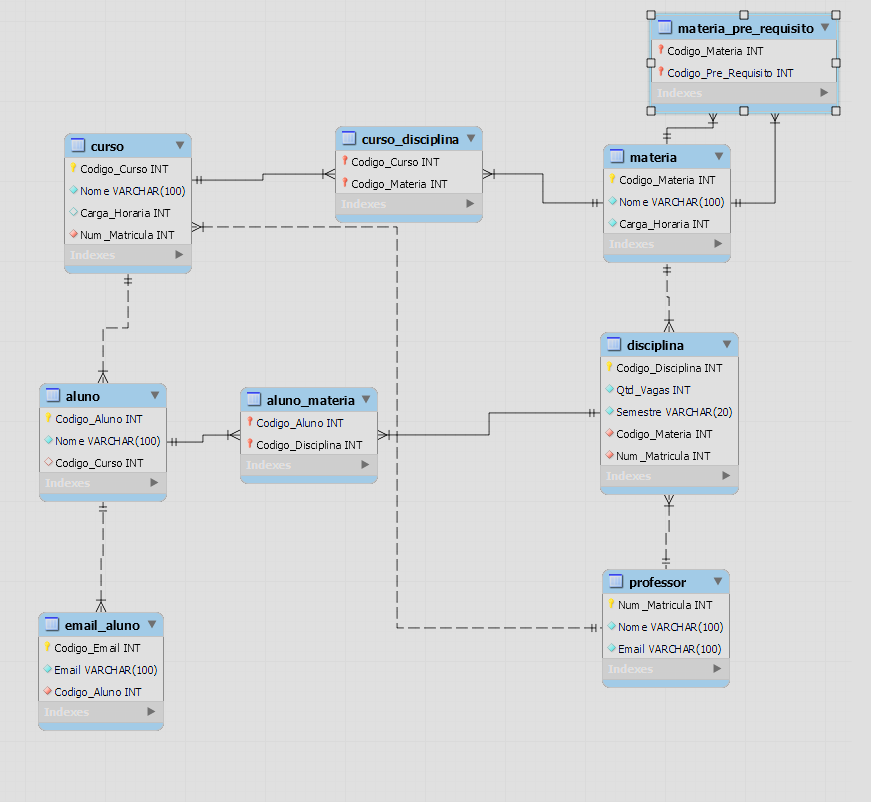 materia_pre_requisito
Codigo_Materia INT
Codigo_Pre_Requisito INT
Indexes
curso
Codigo_Curso INT
Nome VARCHAR(100)
Carga_Horaria INT
Num_Matricula INT
Indexes
curso_disciplina
Codigo_Curso INT
Codigo_Materia INT
Indexes
materia
Codigo_Materia INT
Nome VARCHAR(100)
Carga_Horaria INT
Indexes
disciplina
Codigo_Disciplina INT
Qtd_Vagas INT
Semestre VARCHAR(20)
Codigo_Materia INT
Num_Matricula INT
Indexes
aluno
Codigo_Aluno INT
Nome VARCHAR(100)
Codigo_Curso INT
Indexes
aluno_materia
Codigo_Aluno INT
Codigo_Disciplina INT
Indexes
professor
Num_Matricula INT
Nome VARCHAR(100)
Email VARCHAR(100)
Indexes
email_aluno
Codigo_Email INT
Email VARCHAR(100)
Codigo_Aluno INT
Indexes